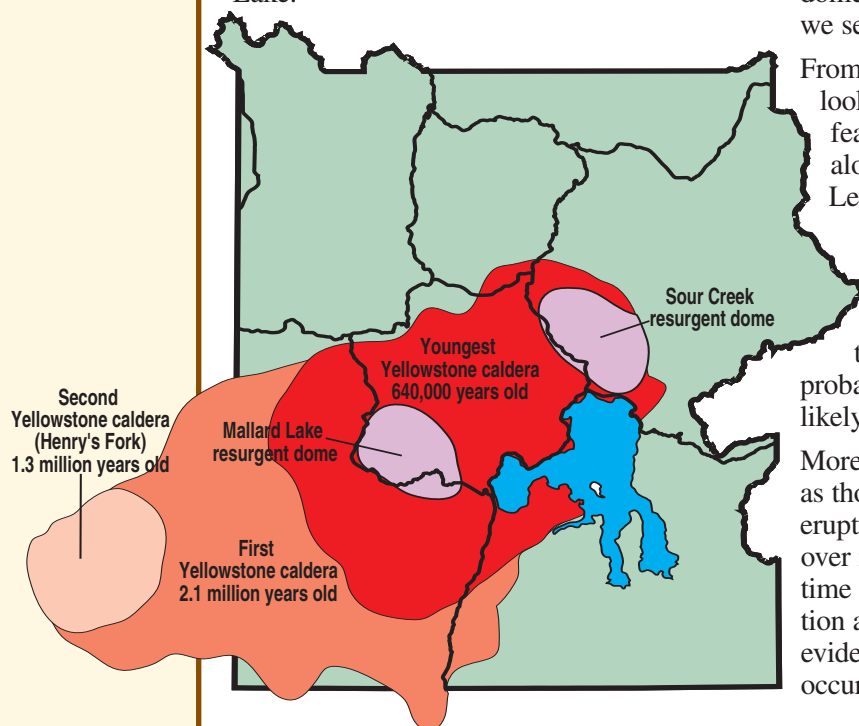 Lake.
we se
From
look
fea
alo
Le
Sour Creek
resurgent dome
Youngest
Yellowstone caldera
640,000 years old
Second
Yellowstone caldera
(Henry's Fork)
1.3 million years old
Mallard Lake
resurgent dome
First
Yellowstone caldera
2.1 million years old
t
proba
likely
More
as tho
erupt
over
time
tion a
evide
occur